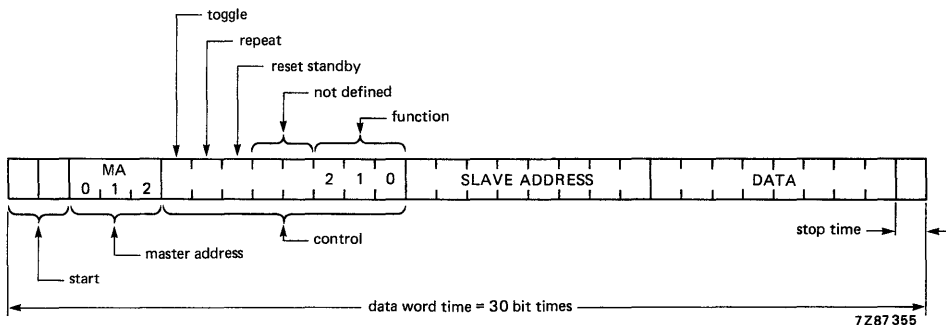 toggle
repeat
reset standby
not defined
function
MA
0 1 2
2 1 0
SLAVE ADDRESS
DATA
stop time
control
master address
start
data word time = 30 bit times
7Z87355